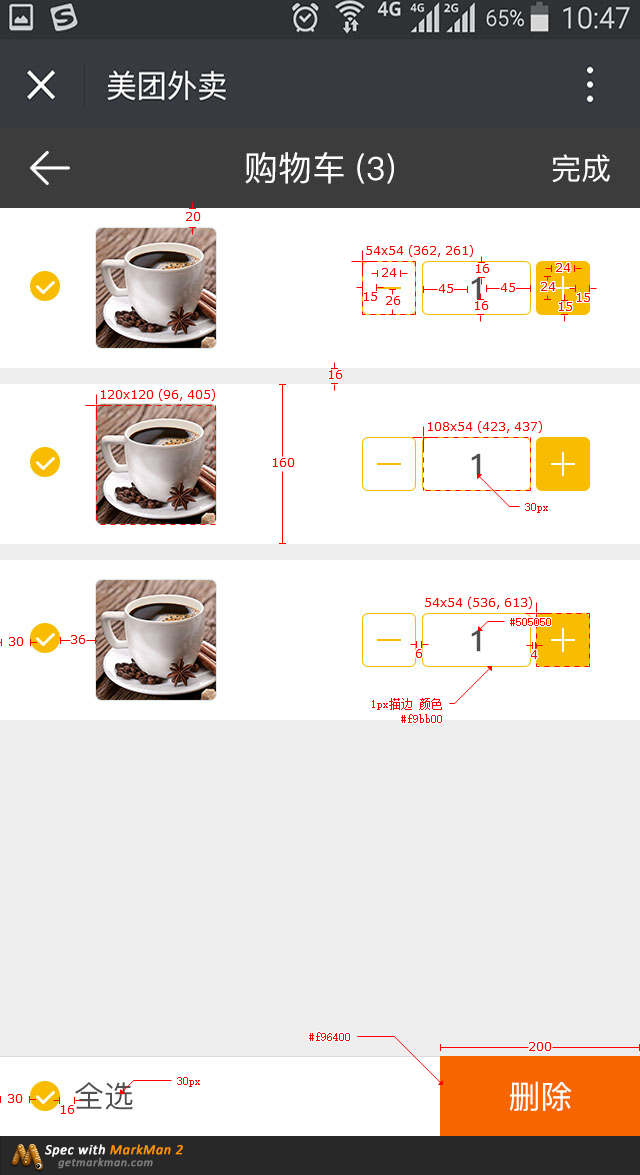 4G 4G 2G 65% 10:47
美团外卖
购物车 (3) 完成
20
54x54 (362, 261)
24 16 24
15 26 45 1 45 24 15
16 15
16
120x120 (96, 405)
108x54 (423, 437)
160 1
30px
54x54 (536, 613)
#505050
30 36 1
6 4
1px描边 颜色
#f9bb00
#f96400
200
30px
30 全选 删除
16
Spec with MarkMan 2
getmarkman.com